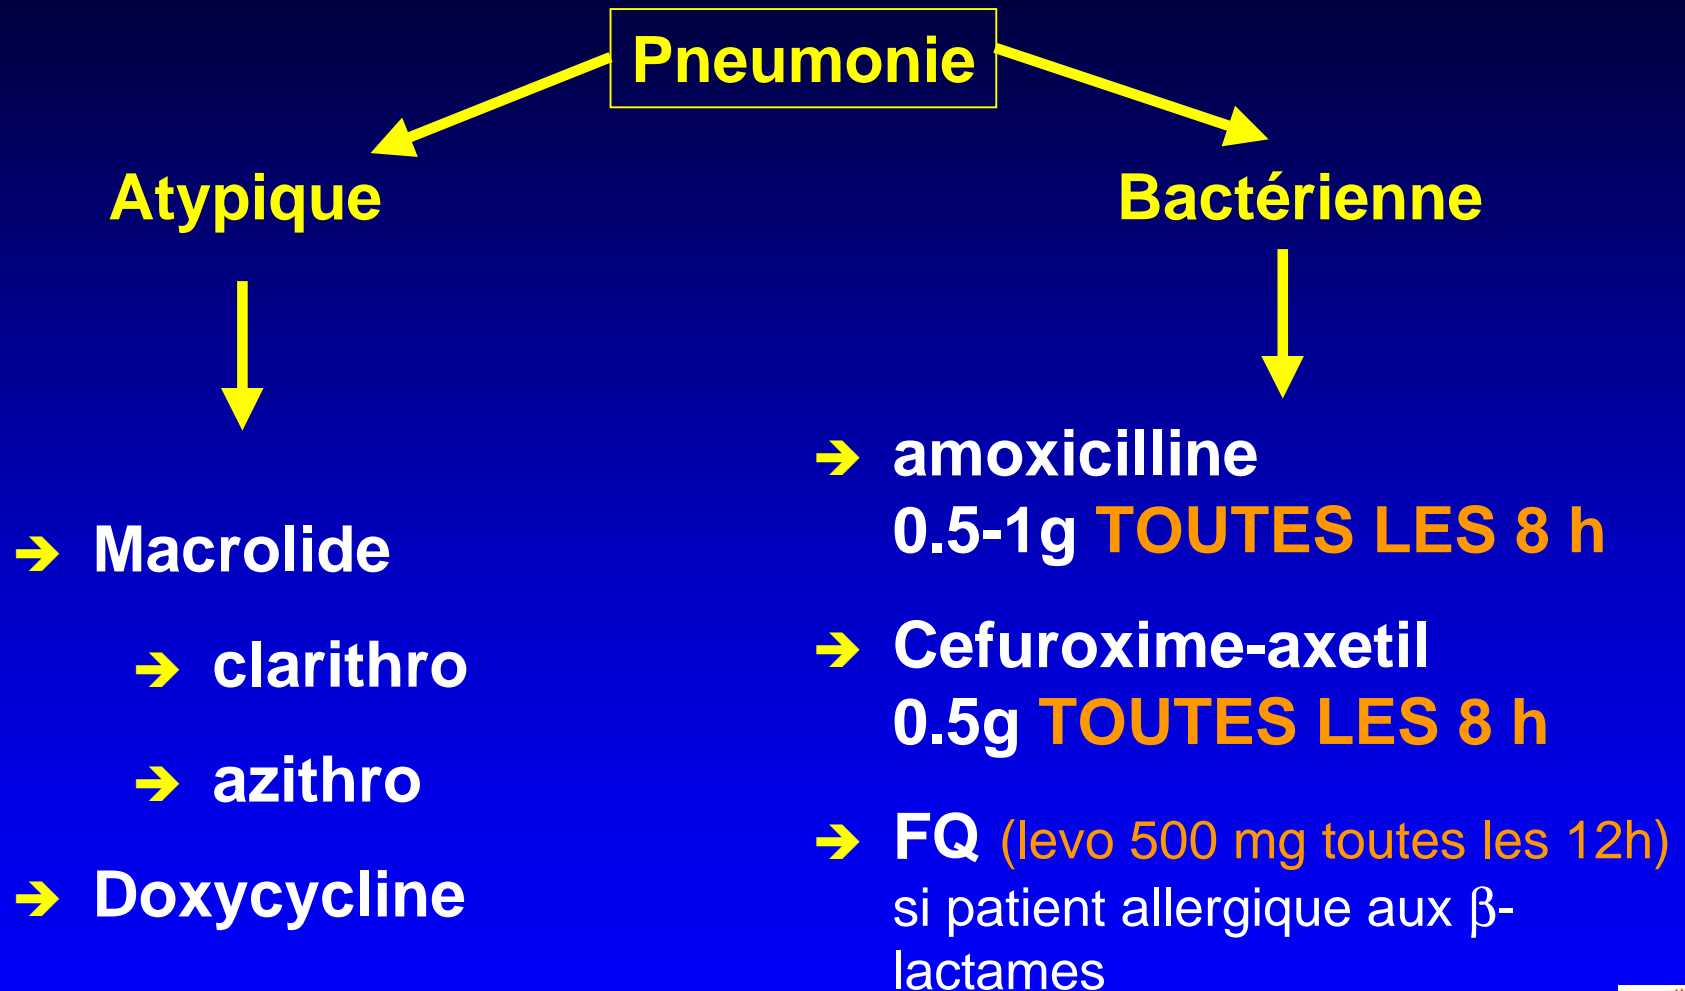 Pneumonie
Atypique
Bactérienne
➔ Macrolide
➔ clarithro
➔ azithro
➔ Doxycycline
➔ amoxicilline
0.5-1g TOUTES LES 8 h
➔ Cefuroxime-axetil
0.5g TOUTES LES 8 h
➔ FQ (levo 500 mg toutes les 12h)
si patient allergique aux β-
lactames